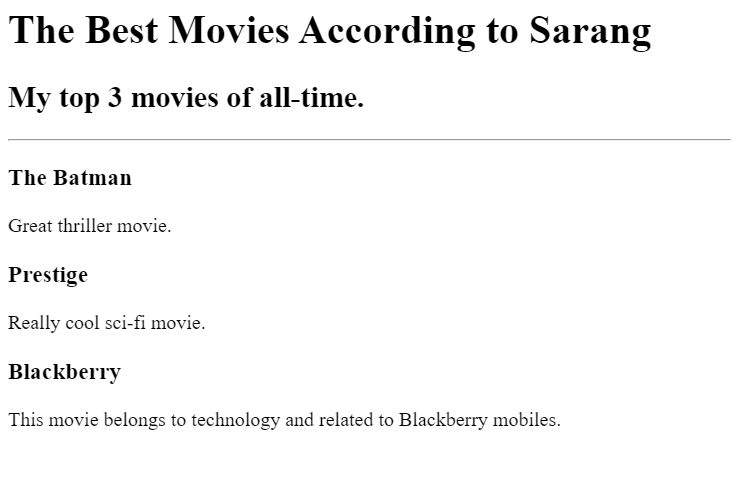 The Best Movies According to Sarang
My top 3 movies of all-time.
The Batman
Great thriller movie.
Prestige
Really cool sci-fi movie.
Blackberry
This movie belongs to technology and related to Blackberry mobiles.